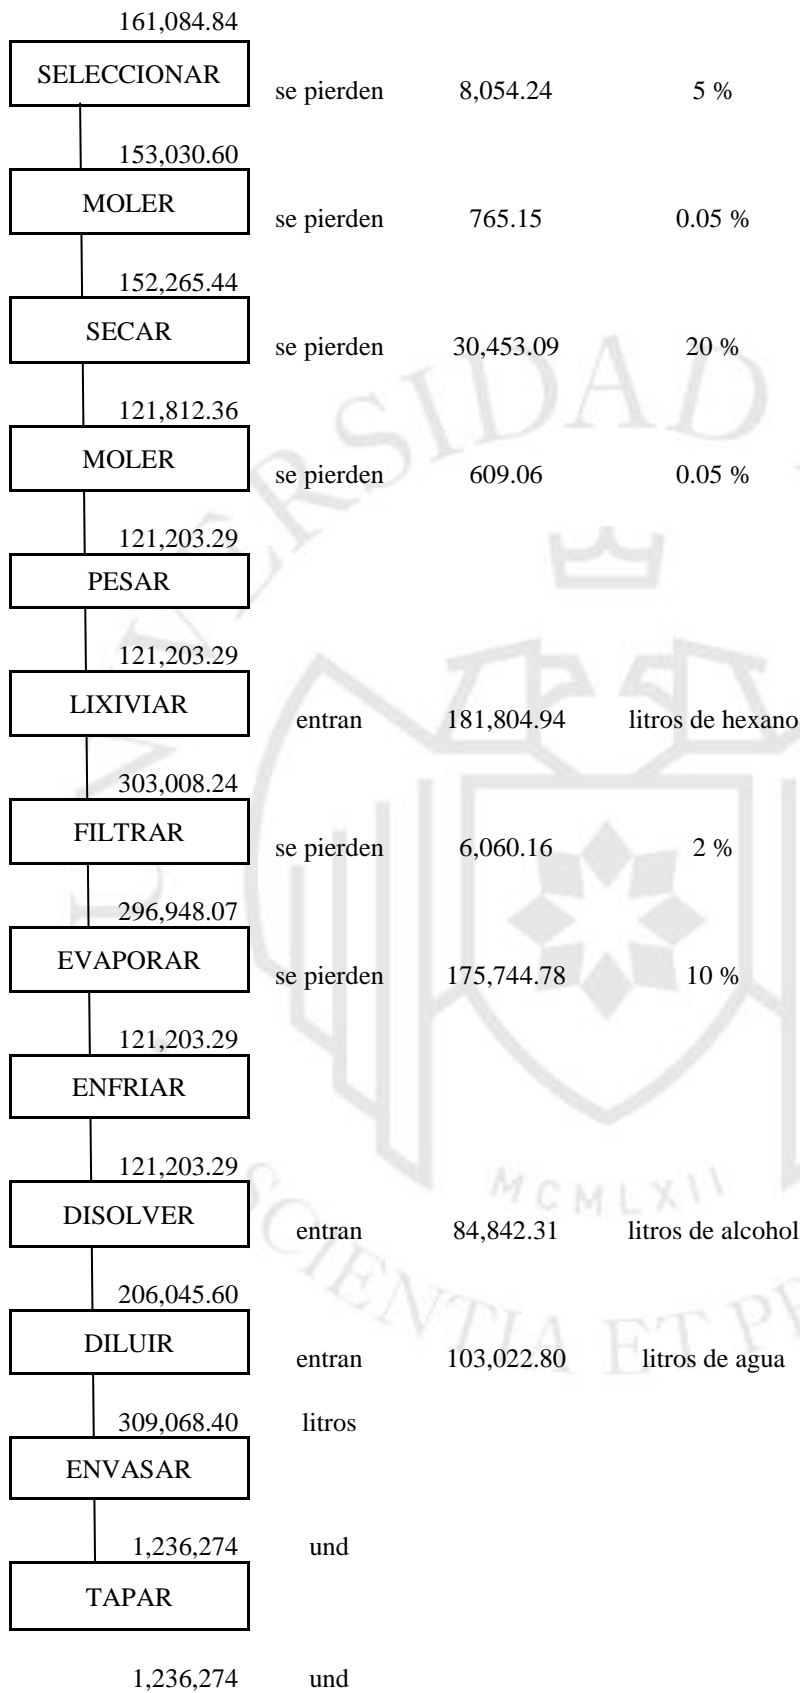 161,084.84
SELECCIONAR
se pierden 8,054.24 5 %
153,030.60
MOLER
se pierden 765.15 0.05 %
152,265.44
SECAR
se pierden 30,453.09 20 %
121,812.36
MOLER
se pierden 609.06 0.05 %
121,203.29
PESAR
121,203.29
LIXIVIAR
entran 181,804.94 litros de hexano
303,008.24
FILTRAR
se pierden 6,060.16 2 %
296,948.07
EVAPORAR
se pierden 175,744.78 10 %
121,203.29
ENFRIAR
121,203.29
DISOLVER
entran 84,842.31 litros de alcohol
206,045.60
DILUIR
entran 103,022.80 litros de agua
309,068.40 litros
ENVASAR
1,236,274 und
TAPAR
1,236,274 und
UNIVERSIDAD
MCMLXII
SCIENTIA ET PR